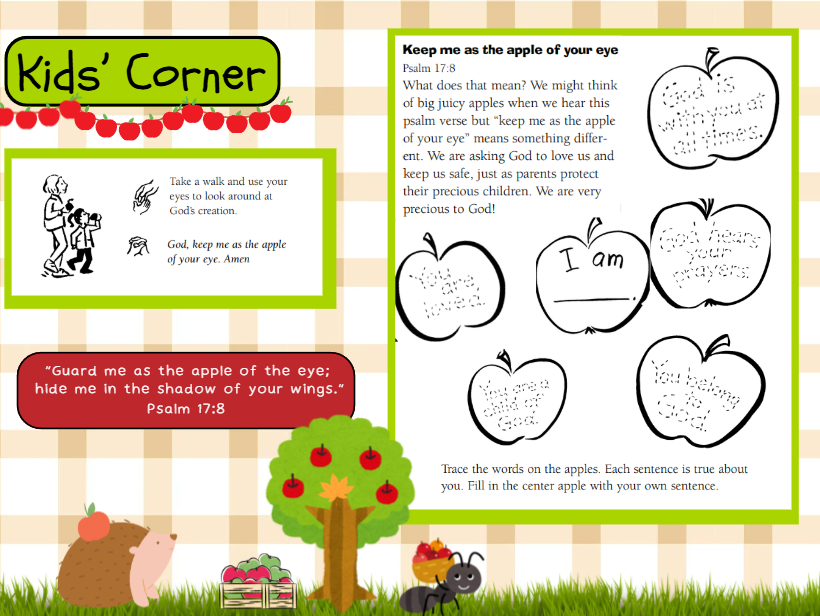 Kids' Corner
Take a walk and use your
eyes to look around at
God's creation.
God, keep me as the apple
of your eye. Amen
"Guard me as the apple of the eye;
hide me in the shadow of your wings."
Psalm 17:8
Keep me as the apple of your eye
Psalm 17:8
What does that mean? We might think
of big juicy apples when we hear this
psalm verse but "keep me as the apple
of your eye" means something differ-
ent. We are asking God to love us and
keep us safe, just as parents protect
their precious children. We are very
precious to God!
God is
with you at
all times.
You
are
loved.
I am
God hears
your
prayers.
You are a
child of
God.
You belong
to
God!
Trace the words on the apples. Each sentence is true about
you. Fill in the center apple with your own sentence.